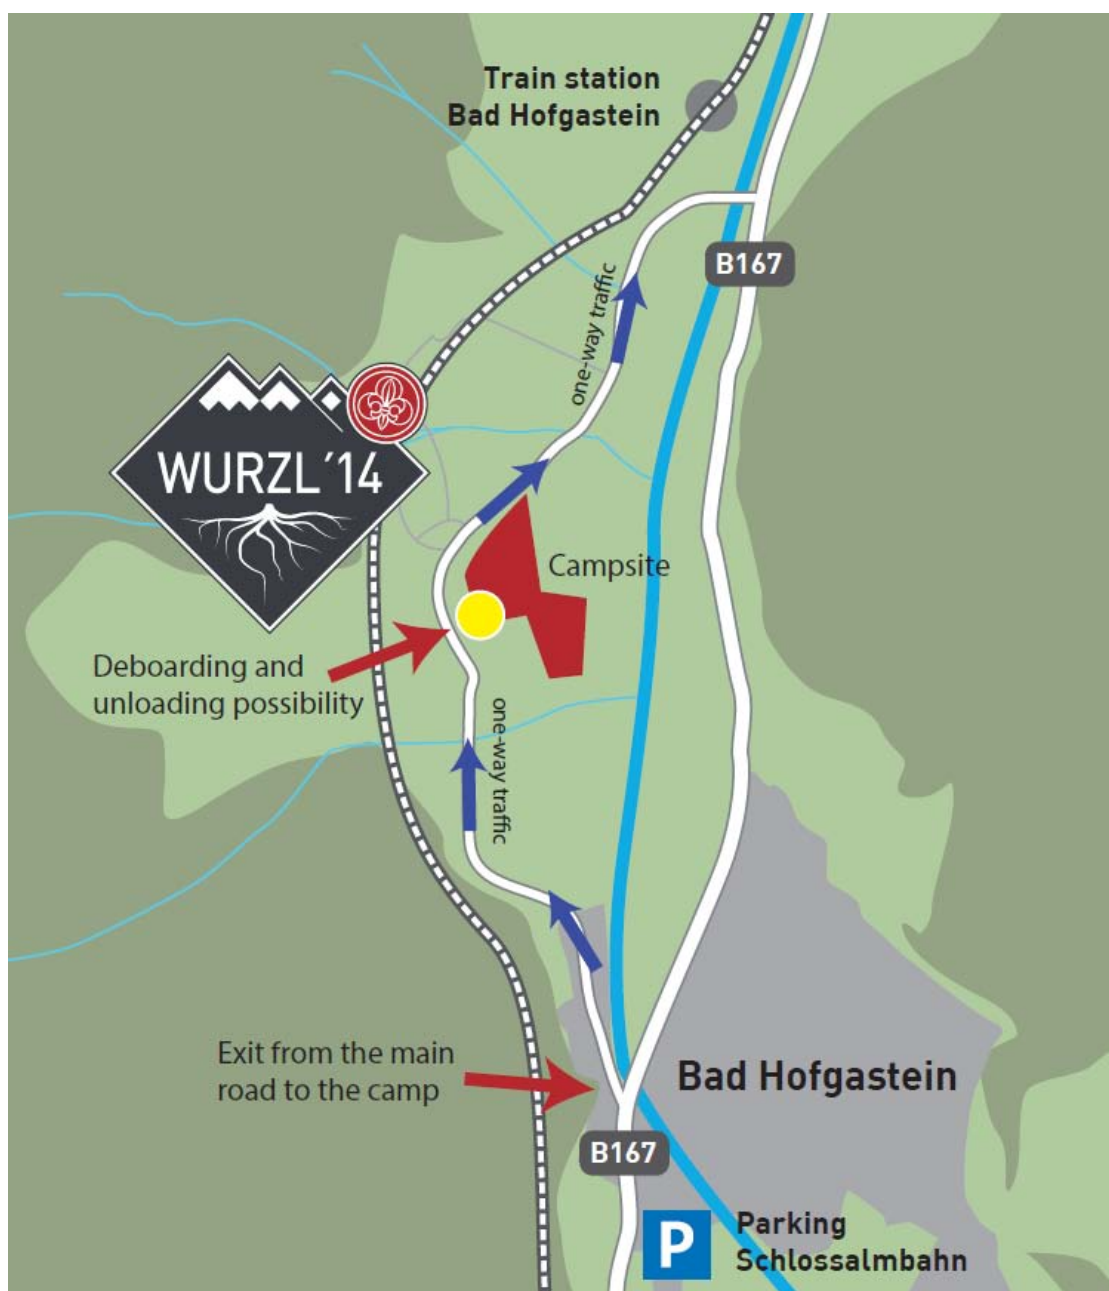 Train station
Bad Hofgastein
B167
one-way traffic
WURZL´14
Campsite
Deboarding and
unloading possibility
one-way traffic
Exit from the main
road to the camp
Bad Hofgastein
B167
P
Parking
Schlossalmbahn